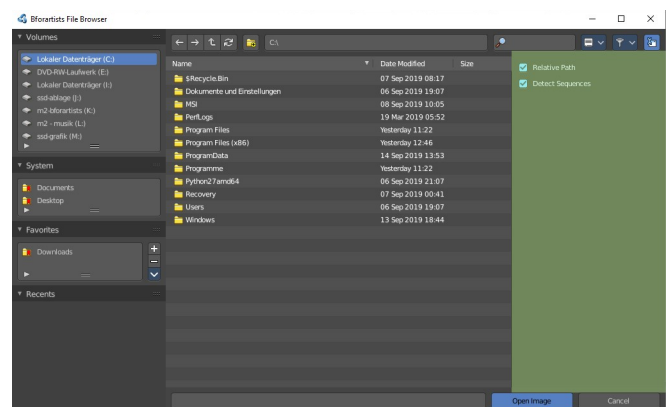 Bforartists File Browser
Volumes
Lokaler Datenträger (C:)
DVD-RW-Laufwerk (E:)
Lokaler Datenträger (I:)
ssd-ablage (J:)
m2-bforartists (K:)
m2 - musik (L:)
ssd-grafik (M:)
System
Documents
Desktop
Favorites
Downloads
Recents
C:\
Name Date Modified Size
$Recycle.Bin 07 Sep 2019 08:17
Dokumente und Einstellungen 06 Sep 2019 19:07
MSI 08 Sep 2019 10:05
PerfLogs 19 Mar 2019 05:52
Program Files Yesterday 11:22
Program Files (x86) Yesterday 12:46
ProgramData 14 Sep 2019 13:53
Programme Yesterday 11:22
Python27amd64 06 Sep 2019 21:07
Recovery 07 Sep 2019 00:41
Users 06 Sep 2019 19:07
Windows 13 Sep 2019 18:44
Relative Path
Detect Sequences
Open Image Cancel